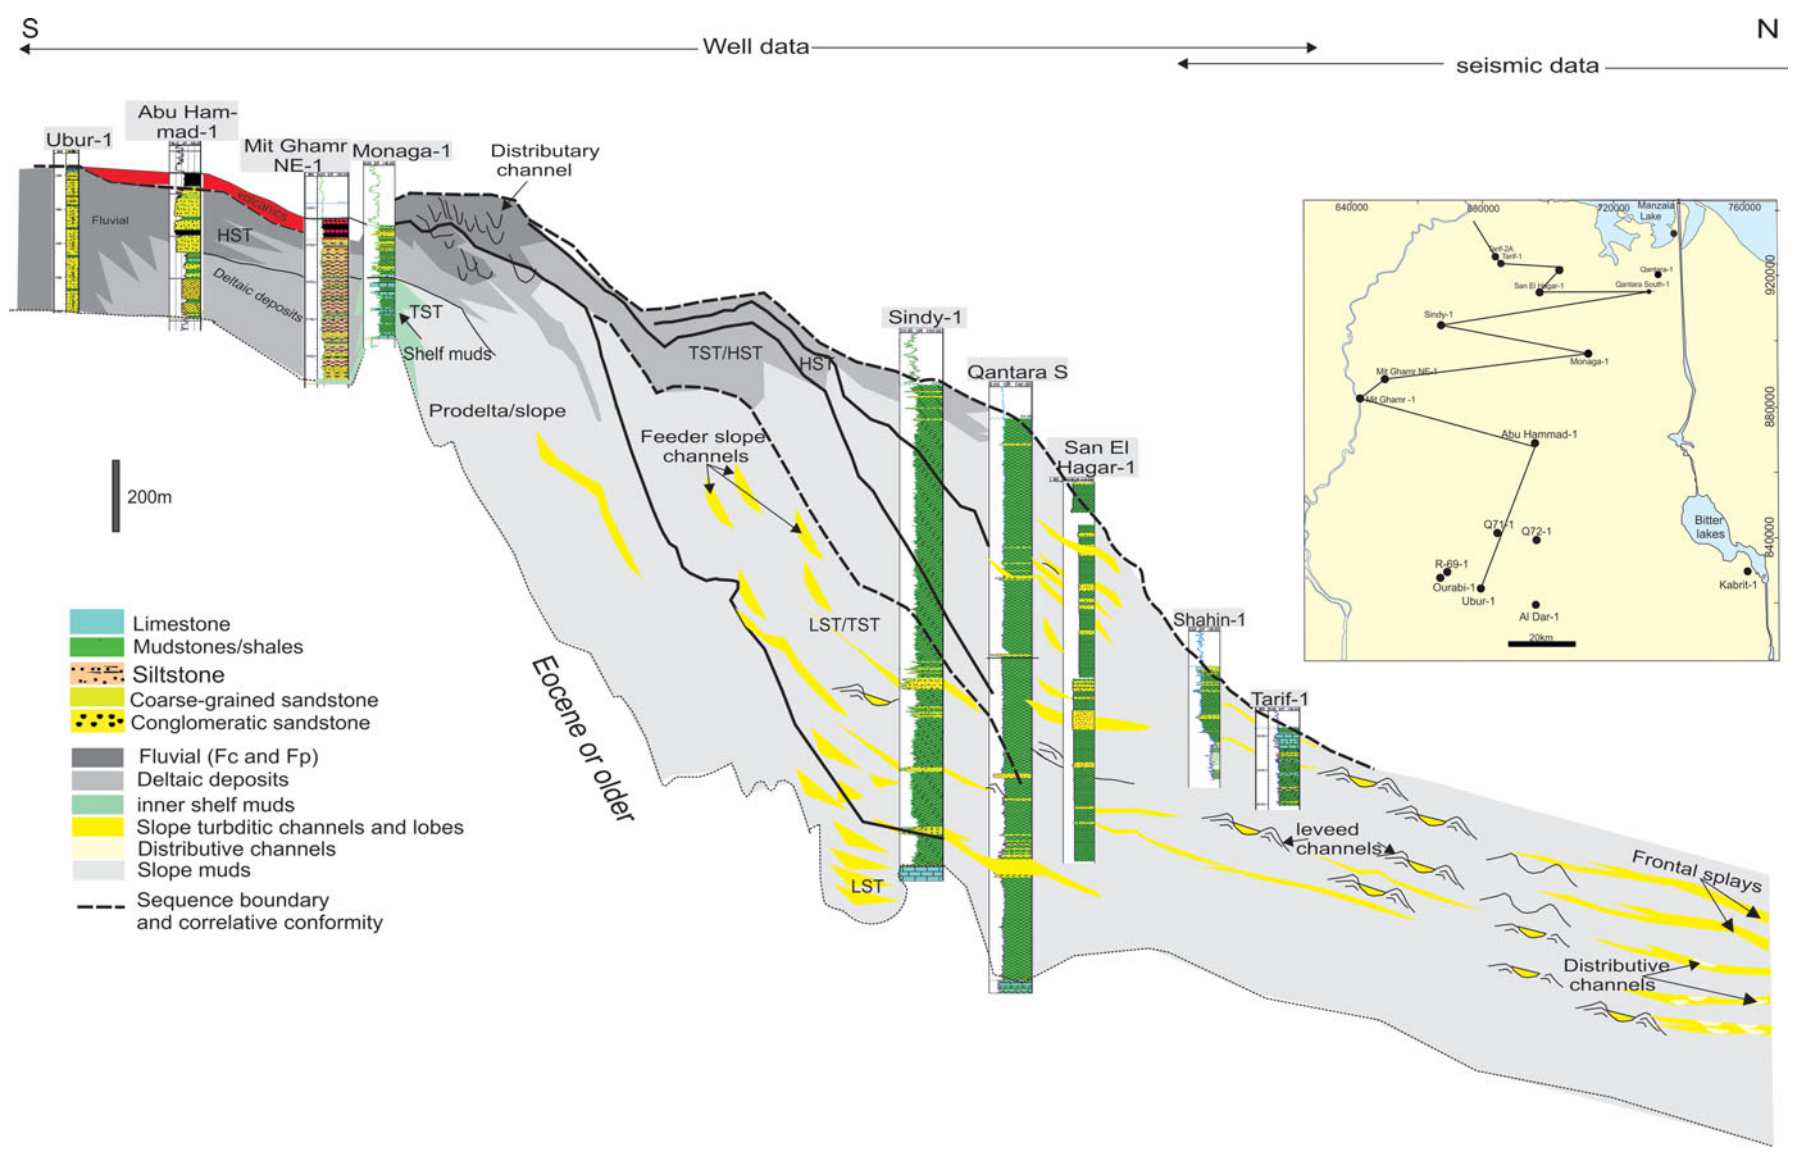 S
N
Well data
seismic data
Ubur-1
Abu Ham-
mad-1
Mit Ghamr
NE-1
Monaga-1
Distributary
channel
volcanics
Fluvial
HST
Deltaic deposits
TST
Shelf muds
Prodelta/slope
TST/HST
HST
Sindy-1
Qantara S
San El
Hagar-1
Feeder slope
channels
LST/TST
LST
Eocene or older
Shahin-1
Tarif-1
leveed
channels
Frontal splays
Distributive
channels
200m
Limestone
Mudstones/shales
Siltstone
Coarse-grained sandstone
Conglomeratic sandstone
Fluvial (Fc and Fp)
Deltaic deposits
inner shelf muds
Slope turbditic channels and lobes
Distributive channels
Slope muds
Sequence boundary
and correlative conformity
640000
680000
720000
760000
Manzala
Lake
Tarif-2A
Tarif-1
San El Hagar-1
Qantara-1
Qantara South-1
920000
Sindy-1
Monaga-1
Mit Ghamr NE-1
Mit Ghamr -1
880000
Abu Hammad-1
Q71-1
Q72-1
Bitter
lakes
840000
R-69-1
Ourabi-1
Ubur-1
Kabrit-1
Al Dar-1
20km